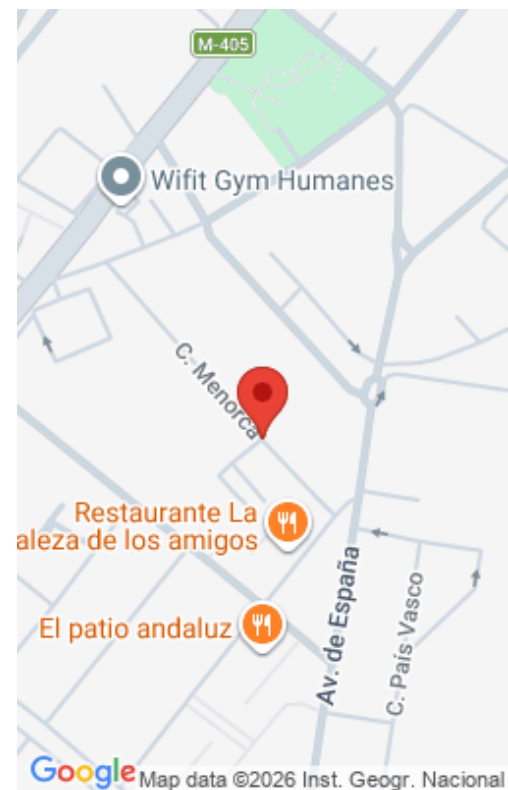 M-405
Wifit Gym Humanes
C. Menorca
Restaurante La
aleza de los amigos
El patio andaluz
Av. de España
C. País Vasco
Google
Map data ©2026 Inst. Geogr. Nacional